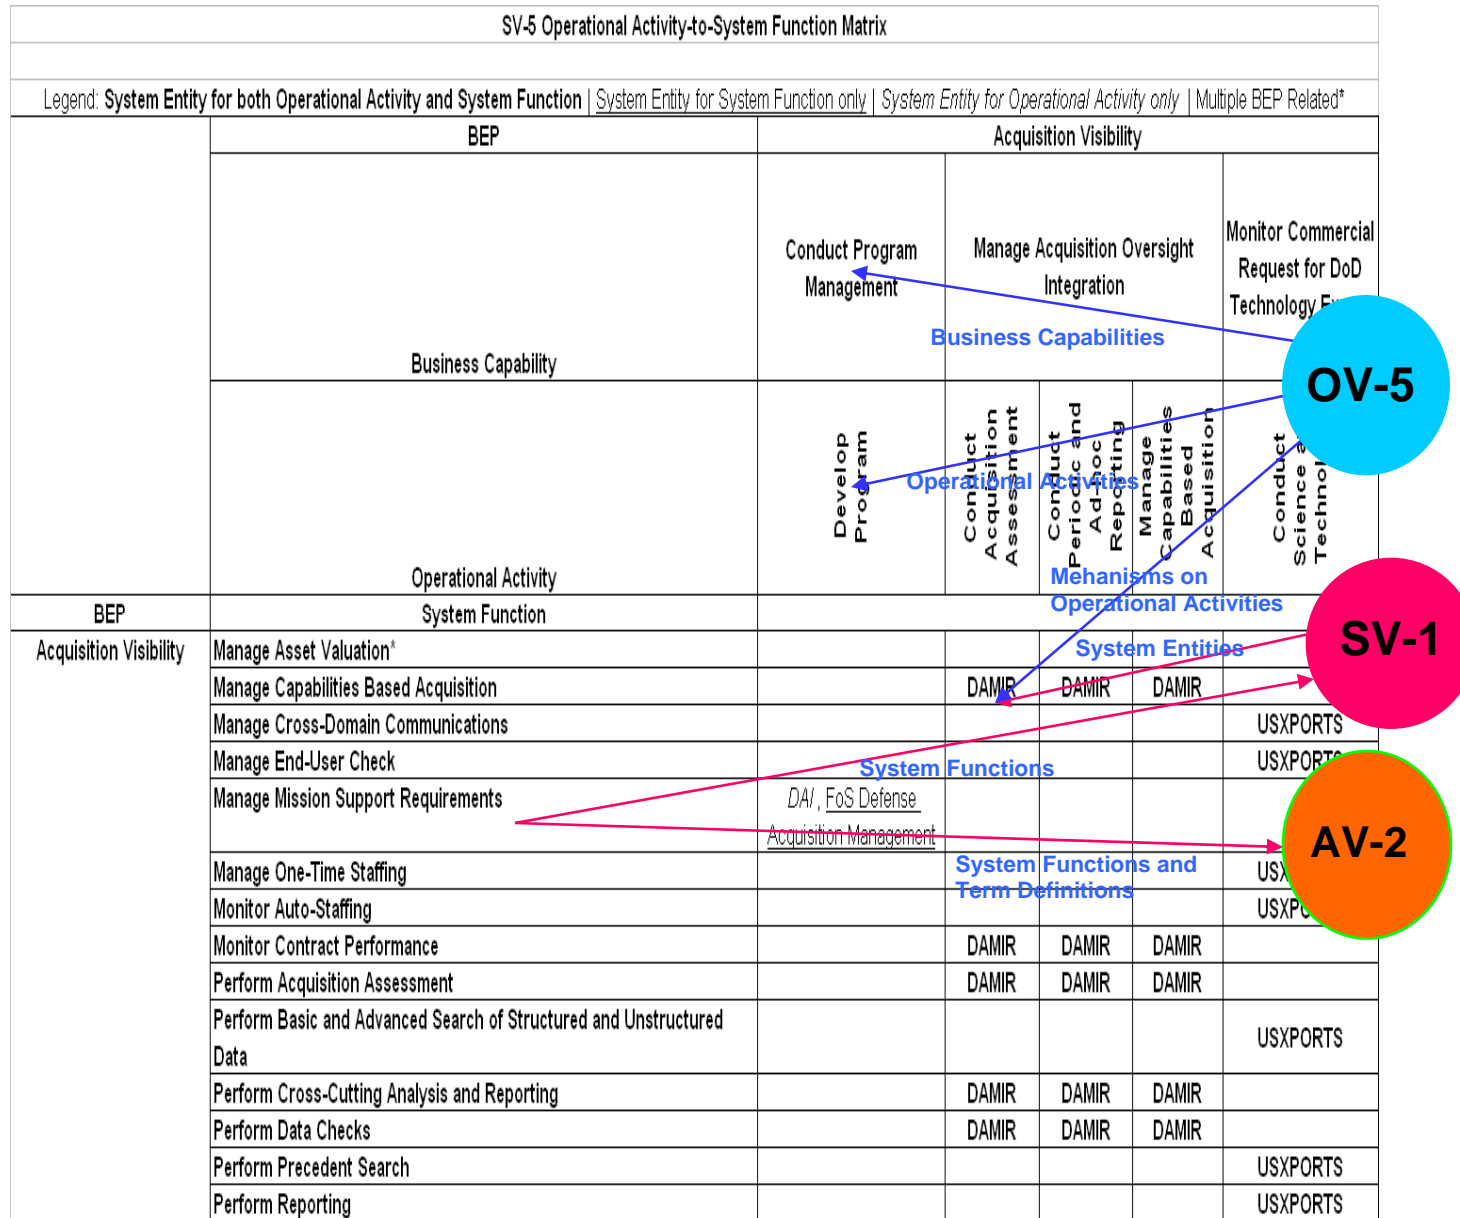 SV-5 Operational Activity-to-System Function Matrix
Legend: System Entity for both Operational Activity and System Function | System Entity for System Function only | System Entity for Operational Activity only | Multiple BEP Related*
BEP
Acquisition Visibility
Business Capability
Conduct Program
Management
Manage Acquisition Oversight
Integration
Monitor Commercial
Request for DoD
Technology
Business Capabilities
OV-5
Operational Activity
Develop
Program
Conduct
Acquisition
Assessment
Conduct
Periodic and
Ad-hoc
Reporting
Manage
Capabilities
Based
Acquisition
Conduct
Science
Operational Activities
Mehanisms on
Operational Activities
BEP
System Function
SV-1
System Entities
Acquisition Visibility
Manage Asset Valuation*
Manage Capabilities Based Acquisition DAMIR DAMIR DAMIR
Manage Cross-Domain Communications USXPORTS
Manage End-User Check USXPORTS
System Functions
Manage Mission Support Requirements DAI, FoS Defense
Acquisition Management
AV-2
System Functions and
Term Definitions
Manage One-Time Staffing
Monitor Auto-Staffing
Monitor Contract Performance DAMIR DAMIR DAMIR
Perform Acquisition Assessment DAMIR DAMIR DAMIR
Perform Basic and Advanced Search of Structured and Unstructured
Data USXPORTS
Perform Cross-Cutting Analysis and Reporting DAMIR DAMIR DAMIR
Perform Data Checks DAMIR DAMIR DAMIR
Perform Precedent Search USXPORTS
Perform Reporting USXPORTS